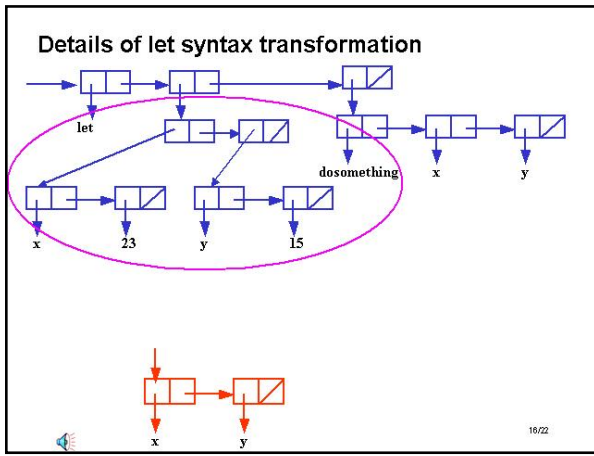 Details of let syntax transformation
let
dosomething x y
x 23 y 15
x y
16/22